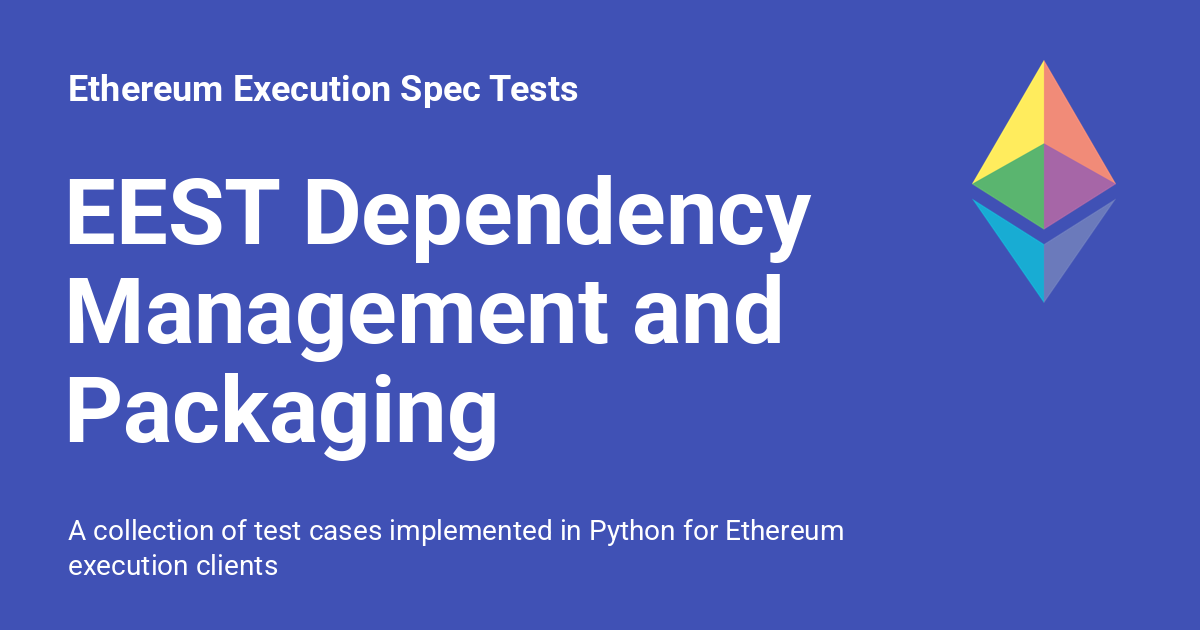 Ethereum Execution Spec Tests
EEST Dependency
Management and
Packaging
A collection of test cases implemented in Python for Ethereum
execution clients